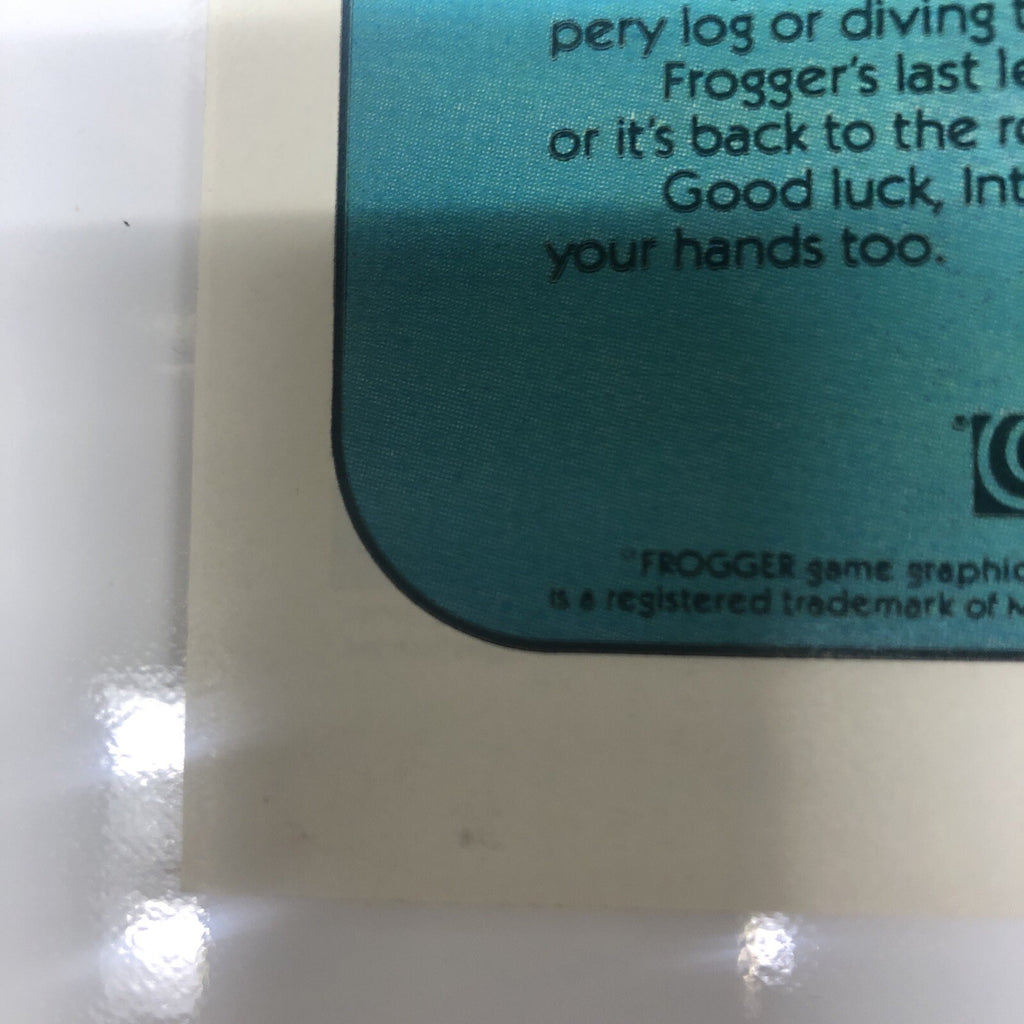 pery log or diving t
Frogger's last le
or it's back to the r
Good luck, Int
your hands too.
®
"FROGGER game graphic
is a registered trademark of